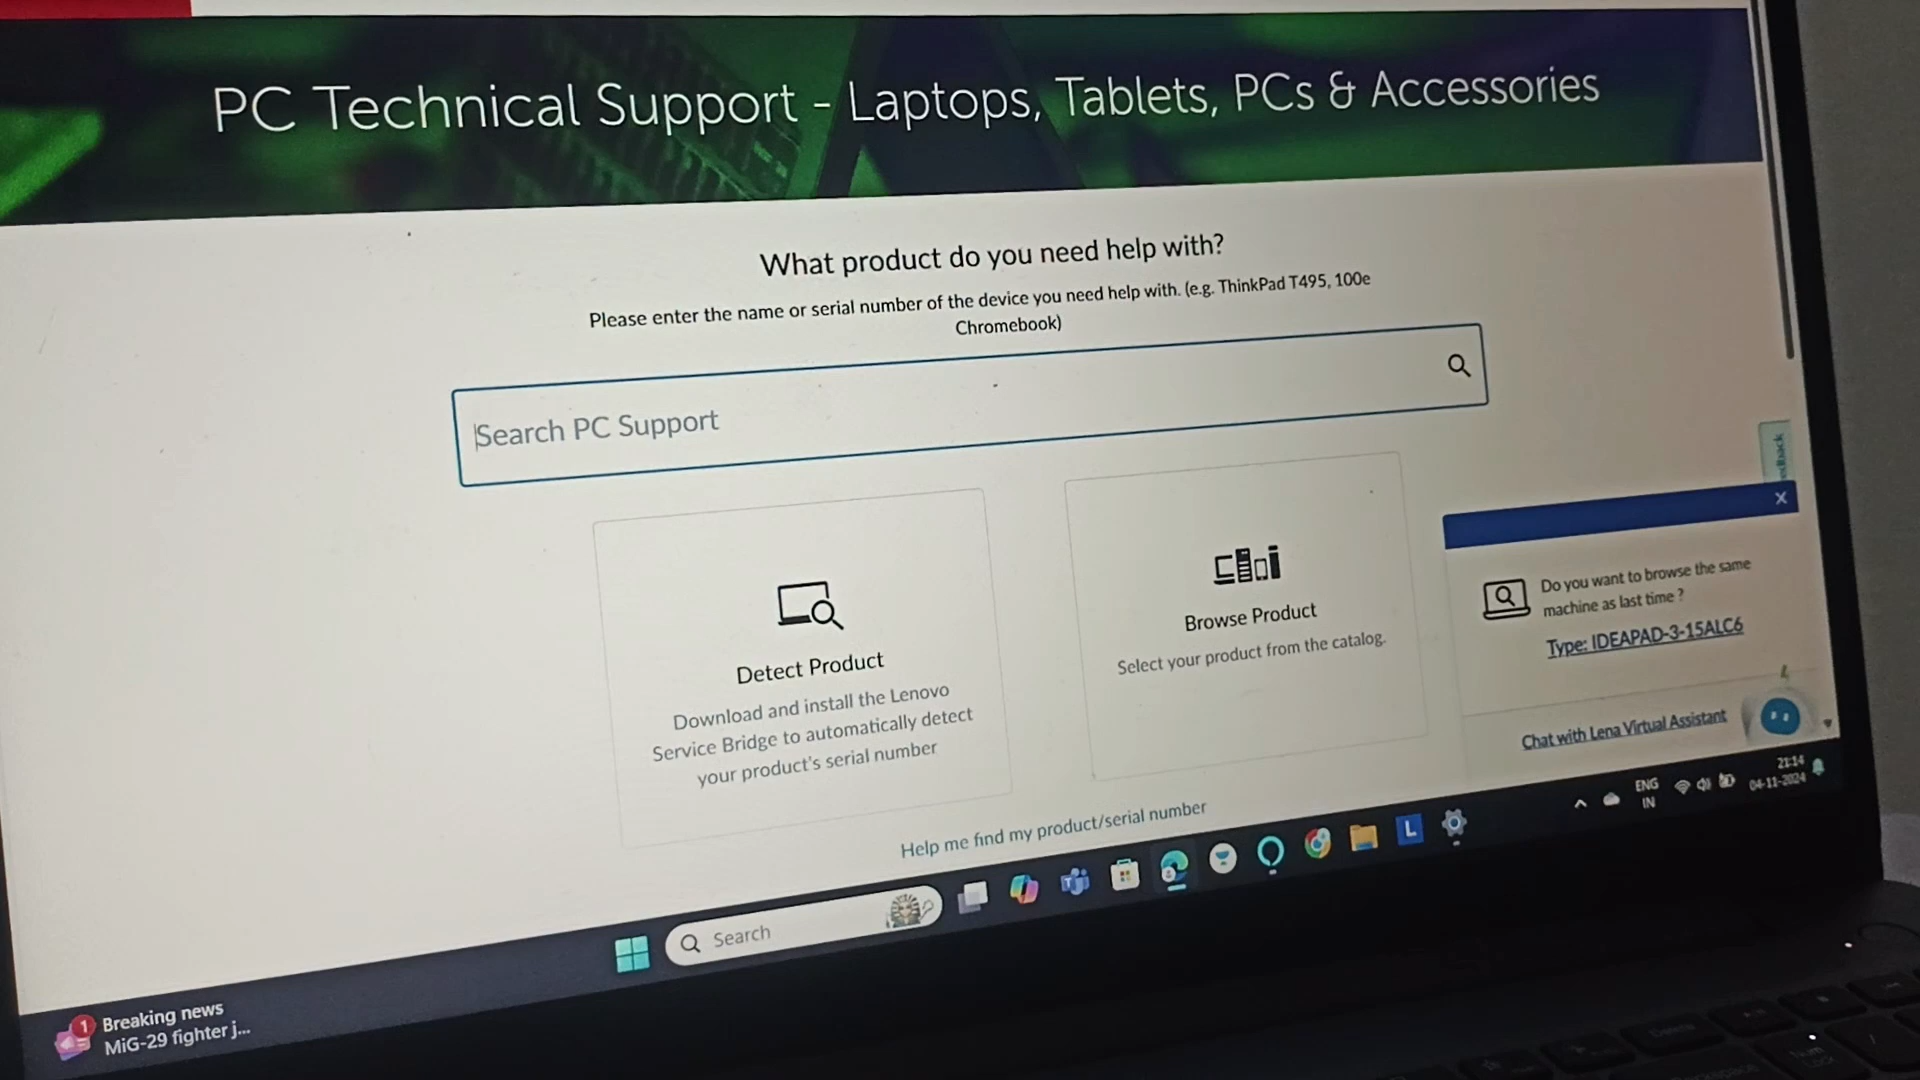 PC Technical Support - Laptops, Tablets, PCs & Accessories
What product do you need help with?
Please enter the name or serial number of the device you need help with. (e.g. ThinkPad T495, 100e
Chromebook)
Search PC Support
Detect Product
Download and install the Lenovo
Service Bridge to automatically detect
your product's serial number
Browse Product
Select your product from the catalog.
Do you want to browse the same
machine as last time ?
Type: IDEAPAD-3-15ALC6
Chat with Lena Virtual Assistant
Help me find my product/serial number
Search
L
ENG
IN
21:14
04-11-2024
1
Breaking news
MiG-29 fighter j...